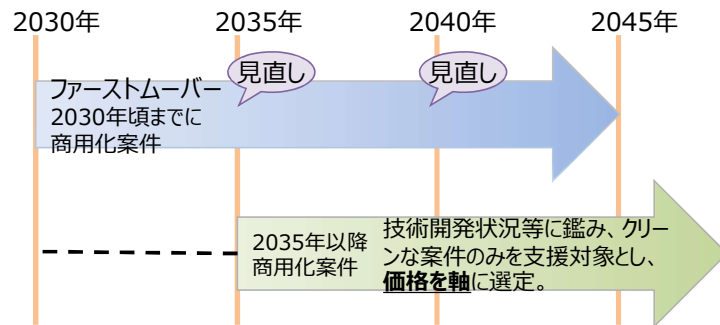 2030年 2035年 2040年 2045年
見直し 見直し
ファーストムーバー
2030年頃までに
商用化案件
2035年以降
商用化案件
技術開発状況等に鑑み、クリー
ンな案件のみを支援対象とし、
価格を軸に選定。